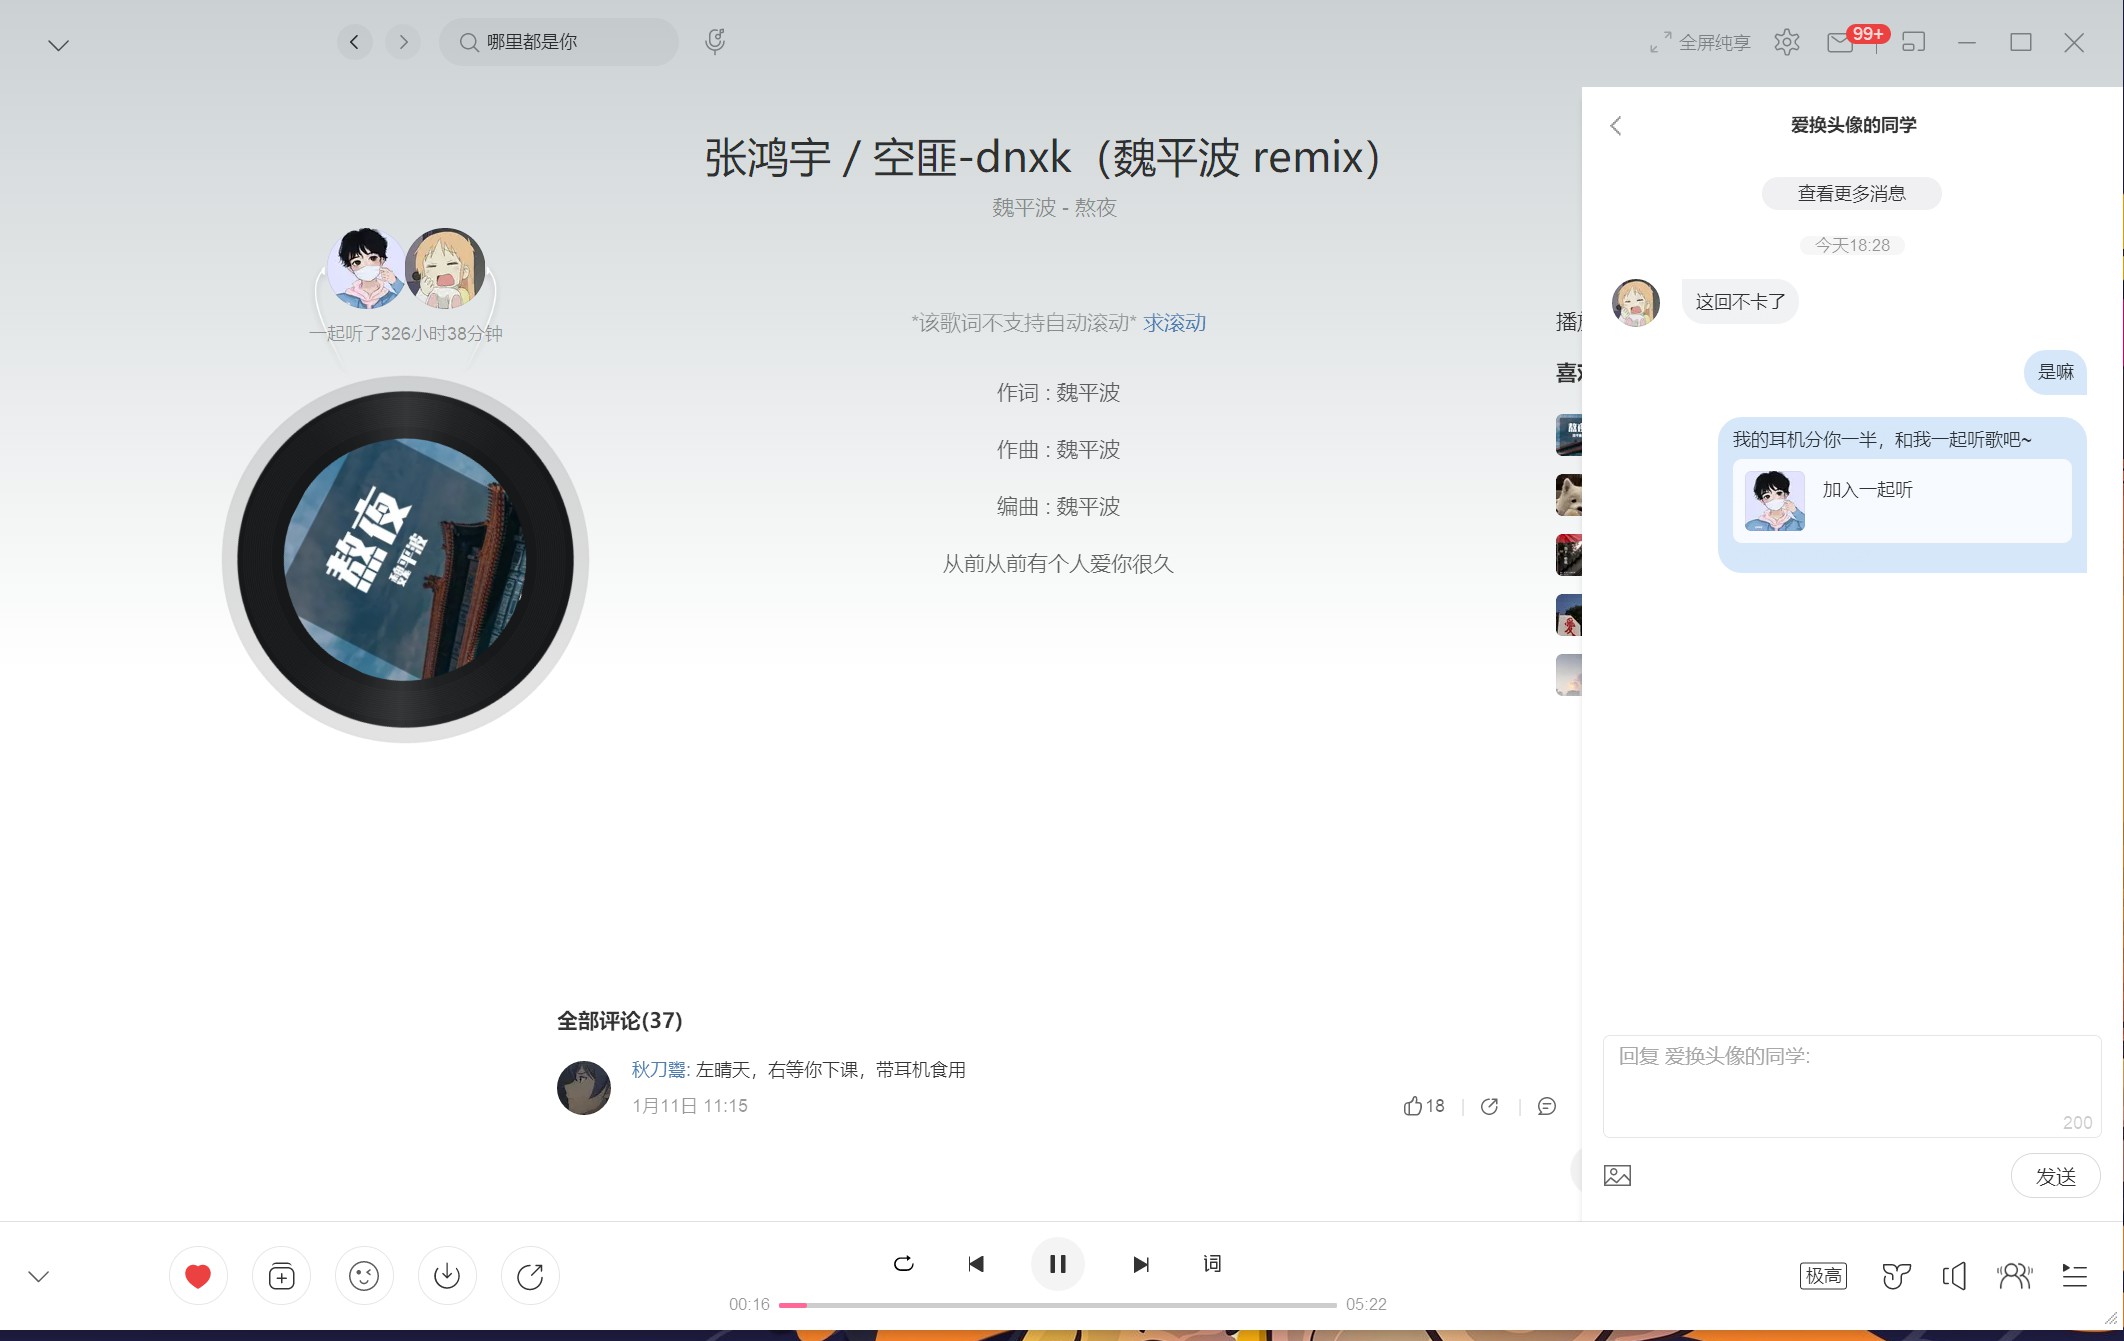 哪里都是你
全屏纯享
99+
张鸿宇 / 空匪-dnxk（魏平波 remix）
魏平波 - 熬夜
一起听了326小时38分钟
熬夜
魏平波
*该歌词不支持自动滚动* 求滚动
作词 : 魏平波
作曲 : 魏平波
编曲 : 魏平波
从前从前有个人爱你很久
播放
喜欢
爱换头像的同学
查看更多消息
今天18:28
这回不卡了
是嘛
我的耳机分你一半，和我一起听歌吧~
加入一起听
回复 爱换头像的同学:
200
发送
全部评论(37)
秋刀鸑: 左晴天，右等你下课，带耳机食用
1月11日 11:15
18
词
00:16
05:22
极高